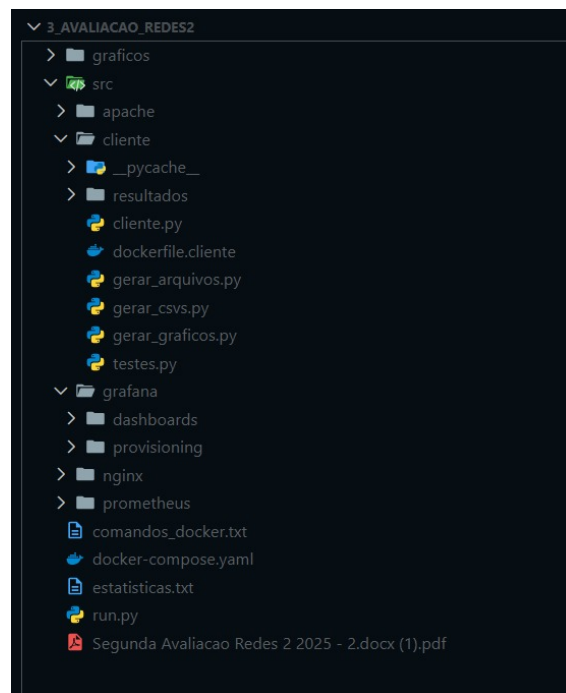 3_AVALIACAO_REDES2
graficos
src
apache
cliente
__pycache__
resultados
cliente.py
dockerfile.cliente
gerar_arquivos.py
gerar_csvs.py
gerar_graficos.py
testes.py
grafana
dashboards
provisioning
nginx
prometheus
comandos_docker.txt
docker-compose.yaml
estatisticas.txt
run.py
Segunda Avaliacao Redes 2 2025 - 2.docx (1).pdf